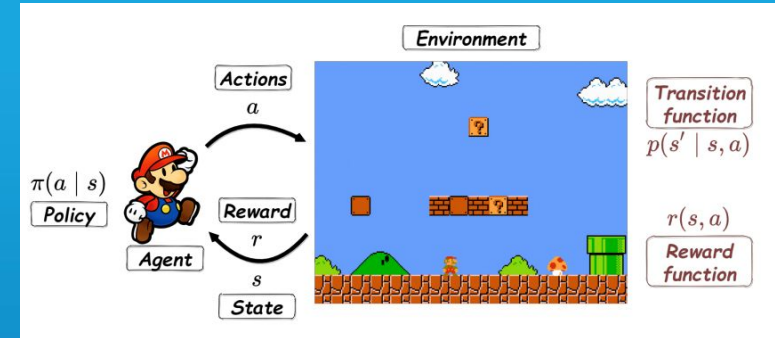 Environment
Actions
a
Transition
function
p(s′ | s, a)
?
π(a | s)
Policy
M
Reward
r
?
r(s, a)
Reward
function
Agent
s
State